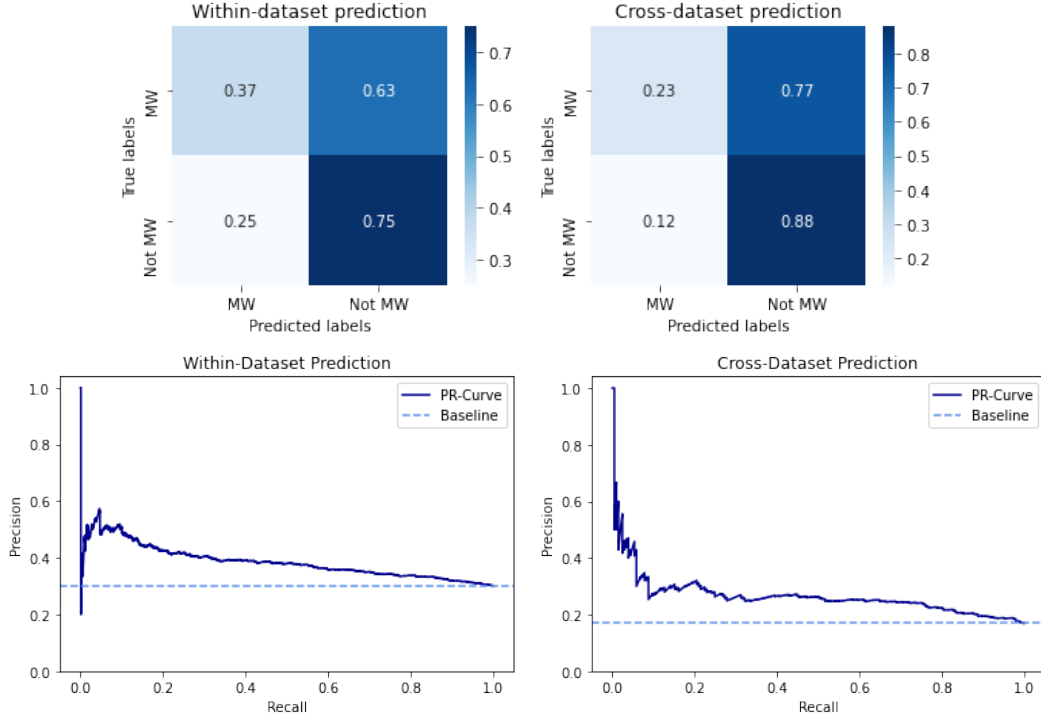 Within-dataset prediction
True labels
MW
Not MW
0.37
0.63
0.25
0.75
MW
Not MW
Predicted labels
0.7
0.6
0.5
0.4
0.3
Cross-dataset prediction
True labels
MW
Not MW
0.23
0.77
0.12
0.88
MW
Not MW
Predicted labels
0.8
0.7
0.6
0.5
0.4
0.3
0.2
Within-Dataset Prediction
Precision
1.0
0.8
0.6
0.4
0.2
0.0
PR-Curve
Baseline
0.0
0.2
0.4
0.6
0.8
1.0
Recall
Cross-Dataset Prediction
Precision
1.0
0.8
0.6
0.4
0.2
0.0
PR-Curve
Baseline
0.0
0.2
0.4
0.6
0.8
1.0
Recall